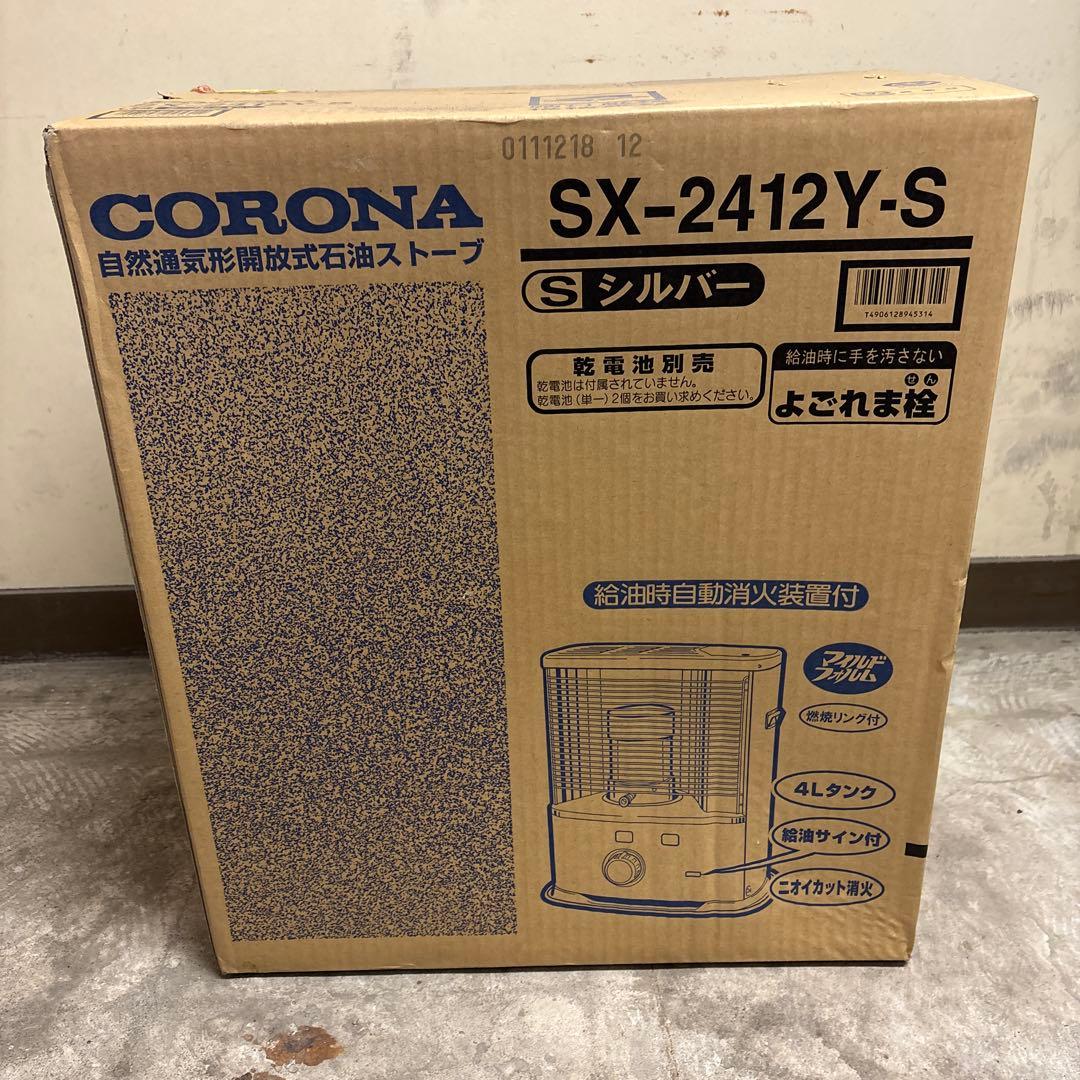 0111218 12
CORONA
自然通気形開放式石油ストーブ
SX-2412Y-S
S シルバー
T4906128945314
乾電池別売
乾電池は付属されていません。
乾電池(単一)2個をお買い求めください。
給油時に手を汚さない
せん
よごれま栓
給油時自動消火装置付
マイルド
フォルム
燃焼リング付
4Lタンク
給油サイン付
ニオイカット消火